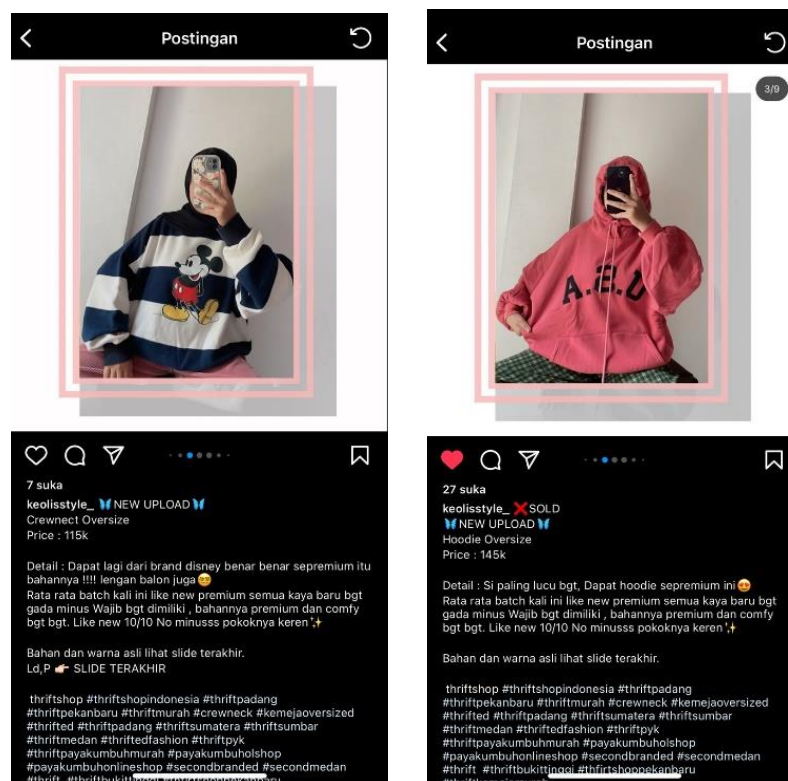 Postingan
7 suka
keolisstyle_ 🦋NEW UPLOAD🦋
Crewnect Oversize
Price : 115k
Detail : Dapat lagi dari brand disney benar benar sepremium itu
bahannya !!!! lengan balon juga🥹
Rata rata batch kali ini like new premium semua kaya baru bgt
gada minus Wajib bgt dimiliki , bahannya premium dan comfy
bgt bgt. Like new 10/10 No minusss pokoknya keren✨
Bahan dan warna asli lihat slide terakhir.
Ld,P 👉🏻 SLIDE TERAKHIR
thriftshop #thriftshopindonesia #thriftpadang
#thriftpekanbaru #thriftmurah #crewneck #kemejaoversized
#thrifted #thriftpadang #thriftsumatera #thriftsumbar
#thriftmedan #thriftedfashion #thriftpyk
#thriftpayakumbuhmurah #payakumbuholshop
#payakumbuhonlineshop #secondbranded #secondmedan
Postingan
3/9
A.S.U
27 suka
keolisstyle_ ❌SOLD
🦋NEW UPLOAD🦋
Hoodie Oversize
Price : 145k
Detail : Si paling lucu bgt, Dapat hoodie sepremium ini😍
Rata rata batch kali ini like new premium semua kaya baru bgt
gada minus Wajib bgt dimiliki , bahannya premium dan comfy
bgt bgt. Like new 10/10 No minusss pokoknya keren✨
Bahan dan warna asli lihat slide terakhir.
thriftshop #thriftshopindonesia #thriftpadang
#thriftpekanbaru #thriftmurah #crewneck #kemejaoversized
#thrifted #thriftpadang #thriftsumatera #thriftsumbar
#thriftmedan #thriftedfashion #thriftpyk
#thriftpayakumbuhmurah #payakumbuholshop
#payakumbuhonlineshop #secondbranded #secondmedan
#thrift #thriftbukittinggi #thfirtshoppekanbaru